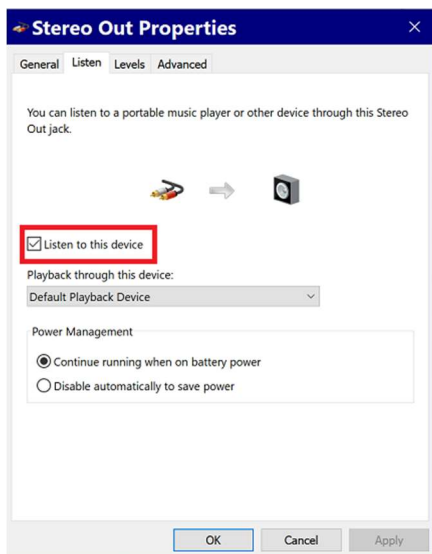 Stereo Out Properties
General Listen Levels Advanced
You can listen to a portable music player or other device through this Stereo
Out jack.
Listen to this device
Playback through this device:
Default Playback Device
Power Management
Continue running when on battery power
Disable automatically to save power
OK Cancel Apply